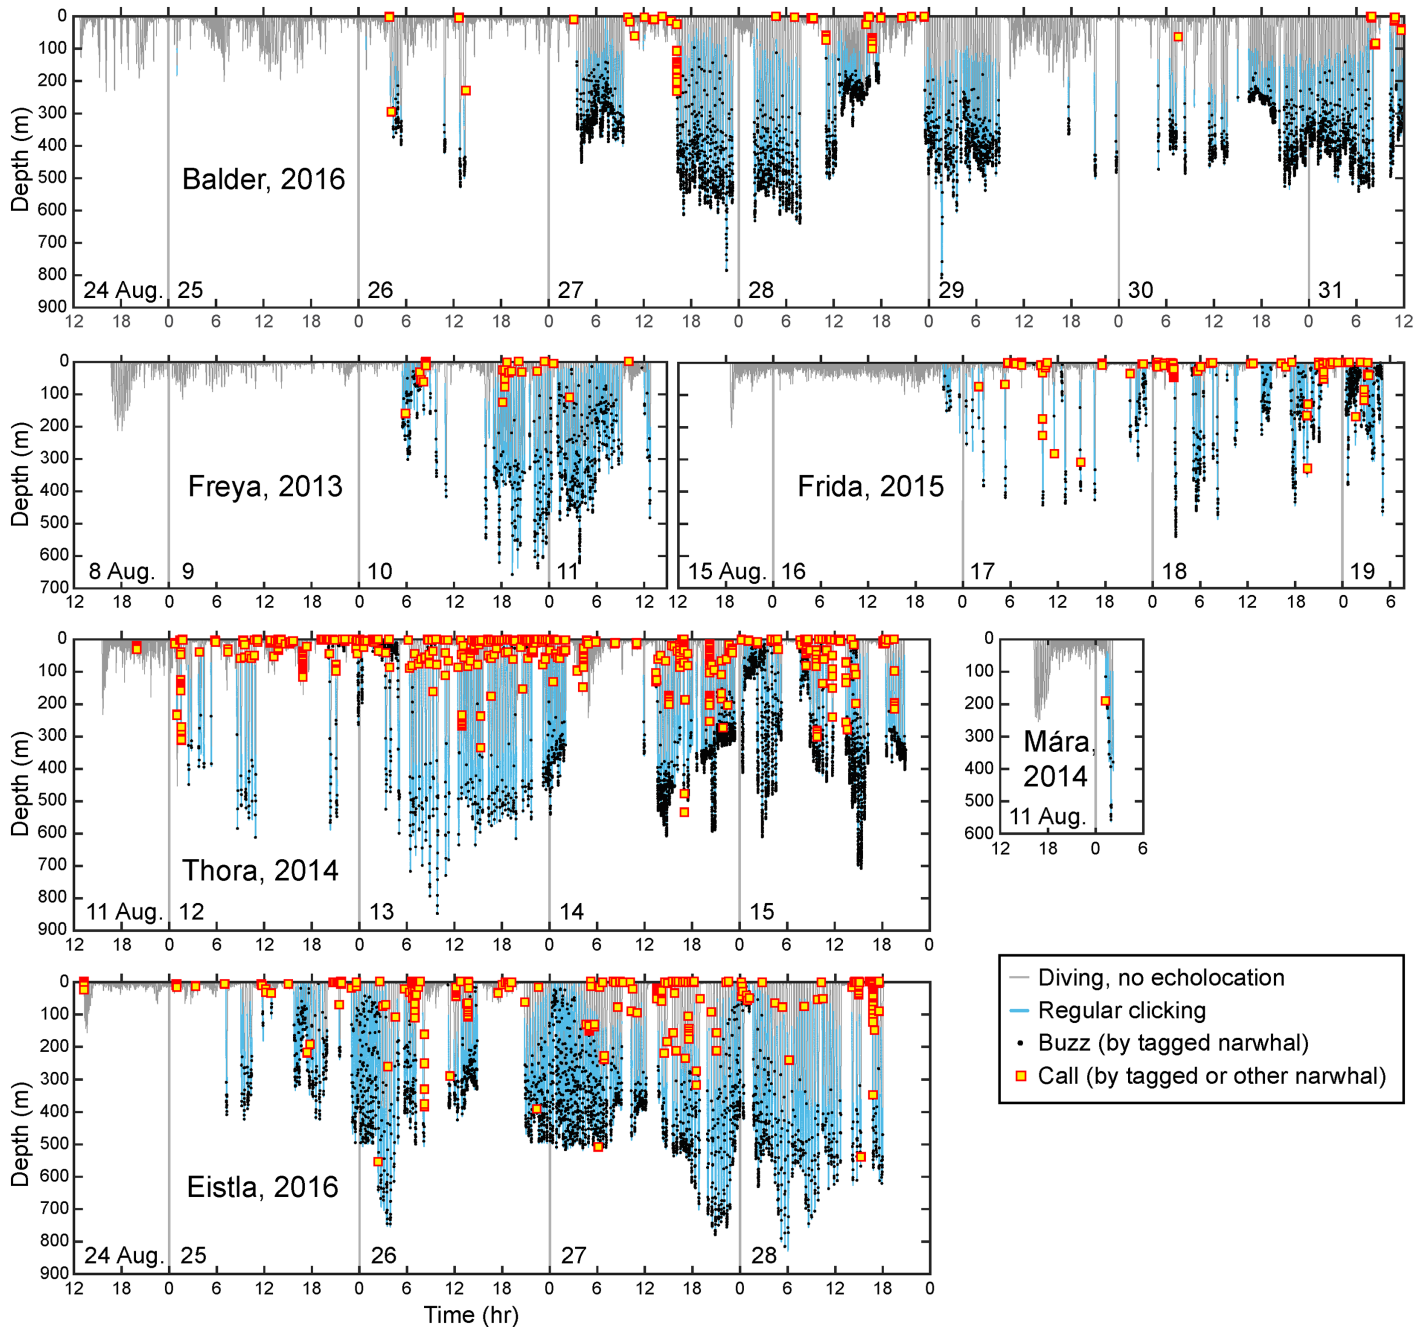 0
100
200
300
400
500
600
700
800
900
Depth (m)
Balder, 2016
24 Aug. 25 26 27 28 29 30 31
12 18 0 6 12 18 0 6 12 18 0 6 12 18 0 6 12 18 0 6 12 18 0 6 12 18 0 6 12
0
100
200
300
400
500
600
700
Depth (m)
Freya, 2013
8 Aug. 9 10 11
12 18 0 6 12 18 0 6 12 18 0 6 12
0
100
200
300
400
500
600
700
Frida, 2015
15 Aug. 16 17 18 19
12 18 0 6 12 18 0 6 12 18 0 6 12 18 0 6
0
100
200
300
400
500
600
700
800
900
Depth (m)
Thora, 2014
11 Aug. 12 13 14 15
12 18 0 6 12 18 0 6 12 18 0 6 12 18 0 6 12 18 0
0
100
200
300
400
500
600
Mára,
2014
11 Aug.
12 18 0 6
Diving, no echolocation
Regular clicking
Buzz (by tagged narwhal)
Call (by tagged or other narwhal)
0
100
200
300
400
500
600
700
800
900
Depth (m)
Eistla, 2016
24 Aug. 25 26 27 28
12 18 0 6 12 18 0 6 12 18 0 6 12 18 0 6 12 18 0
Time (hr)